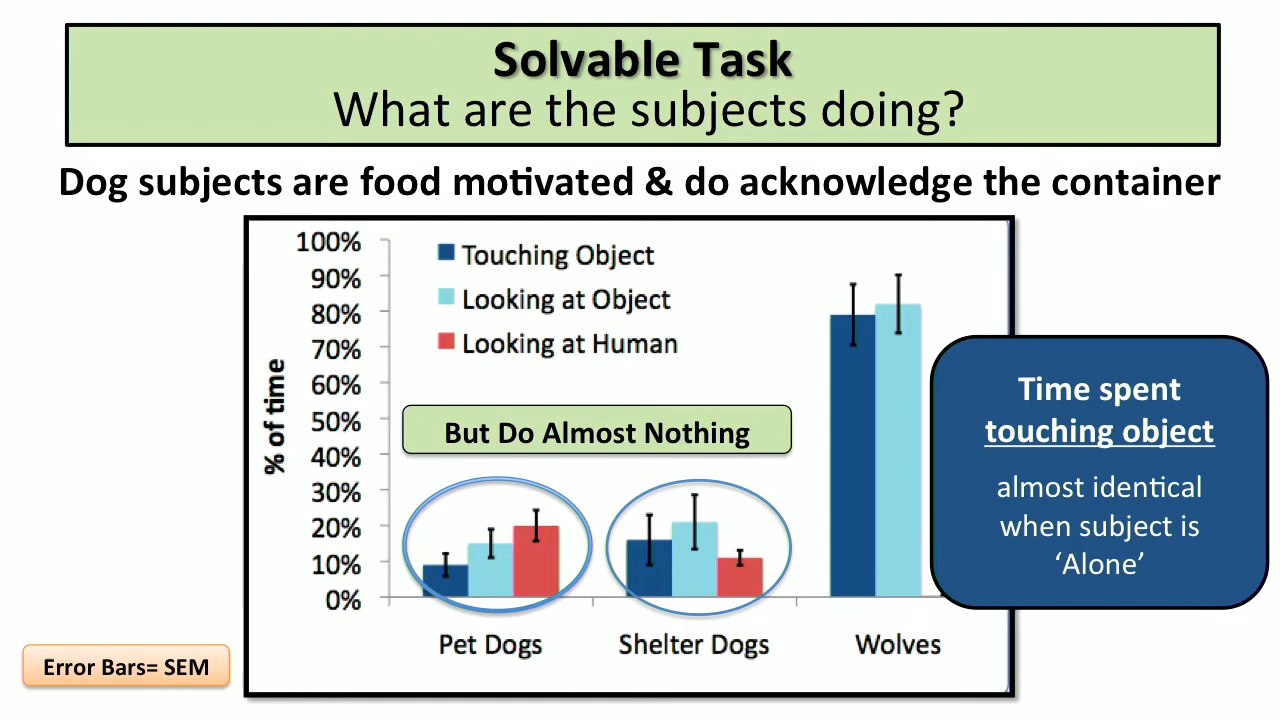 Solvable Task
What are the subjects doing?
Dog subjects are food motivated & do acknowledge the container
100%
90%
80%
70%
60%
50%
40%
30%
20%
10%
0%
% of time
Touching Object
Looking at Object
Looking at Human
But Do Almost Nothing
Time spent
touching object
almost identical
when subject is
‘Alone’
Pet Dogs
Shelter Dogs
Wolves
Error Bars= SEM